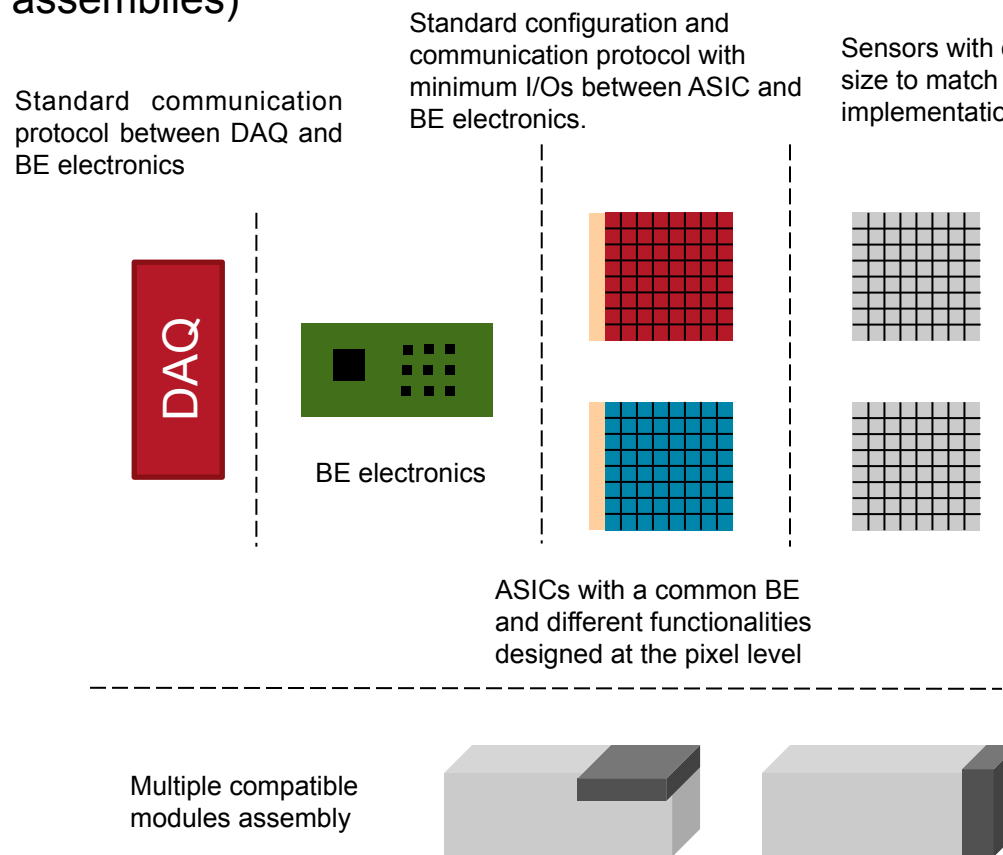 assemblies)
Standard configuration and
communication protocol with
minimum I/Os between ASIC and
BE electronics.
Sensors with
size to match
Standard communication
protocol between DAQ and
BE electronics
DAQ
BE electronics
ASICs with a common BE
and different functionalities
designed at the pixel level
Multiple compatible
modules assembly